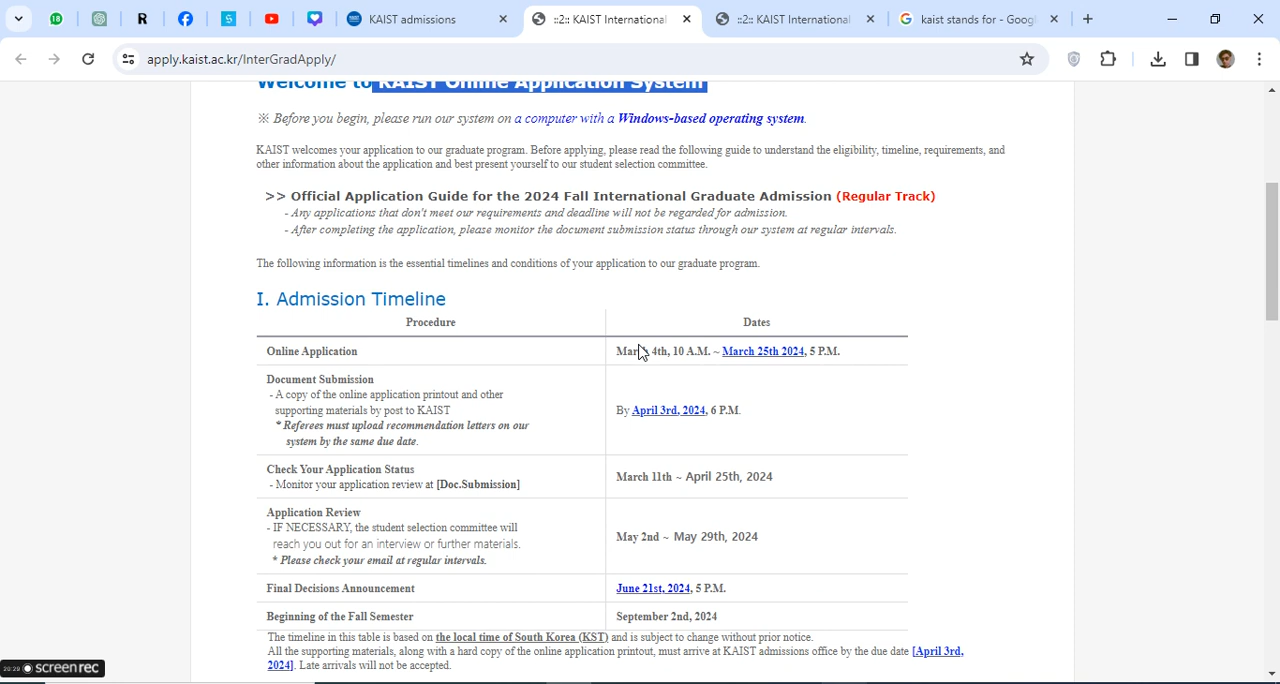 KAIST admissions
::2:: KAIST International
::2:: KAIST International
kaist stands for - Goog
apply.kaist.ac.kr/InterGradApply/
Welcome to KAIST Online Application System
※ Before you begin, please run our system on a computer with a Windows-based operating system.
KAIST welcomes your application to our graduate program. Before applying, please read the following guide to understand the eligibility, timeline, requirements, and
other information about the application and best present yourself to our student selection committee.
>> Official Application Guide for the 2024 Fall International Graduate Admission (Regular Track)
- Any applications that don't meet our requirements and deadline will not be regarded for admission.
- After completing the application, please monitor the document submission status through our system at regular intervals.
The following information is the essential timelines and conditions of your application to our graduate program.
I. Admission Timeline
Procedure Dates
Online Application March 4th, 10 A.M. ~ March 25th 2024, 5 P.M.
Document Submission
- A copy of the online application printout and other
supporting materials by post to KAIST
By April 3rd, 2024, 6 P.M.
* Referees must upload recommendation letters on our
system by the same due date.
Check Your Application Status
- Monitor your application review at [Doc.Submission]
March 11th ~ April 25th, 2024
Application Review
- IF NECESSARY, the student selection committee will
reach you out for an interview or further materials.
* Please check your email at regular intervals.
May 2nd ~ May 29th, 2024
Final Decisions Announcement June 21st, 2024, 5 P.M.
Beginning of the Fall Semester September 2nd, 2024
The timeline in this table is based on the local time of South Korea (KST) and is subject to change without prior notice.
All the supporting materials, along with a hard copy of the online application printout, must arrive at KAIST admissions office by the due date [April 3rd,
2024]. Late arrivals will not be accepted.
screenrec